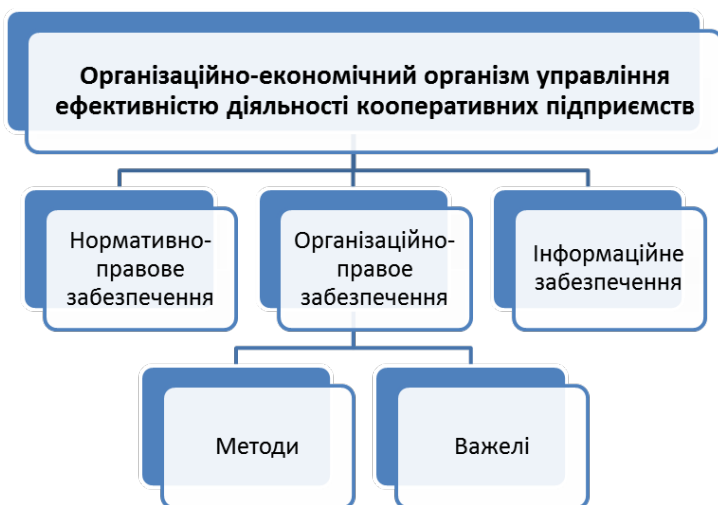 Організаційно-економічний організм управління
ефективністю діяльності кооперативних підприємств
Нормативно-
правове
забезпечення
Організаційно-
правое
забезпечення
Інформаційне
забезпечення
Методи
Важелі